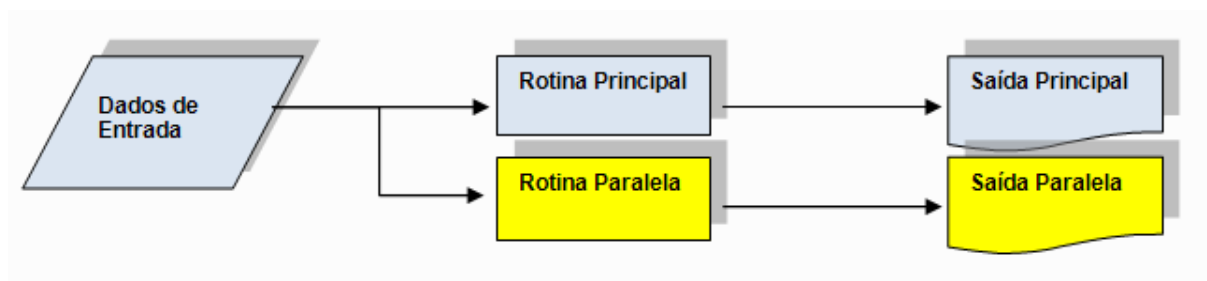 Dados de
Entrada
Rotina Principal
Saída Principal
Rotina Paralela
Saída Paralela